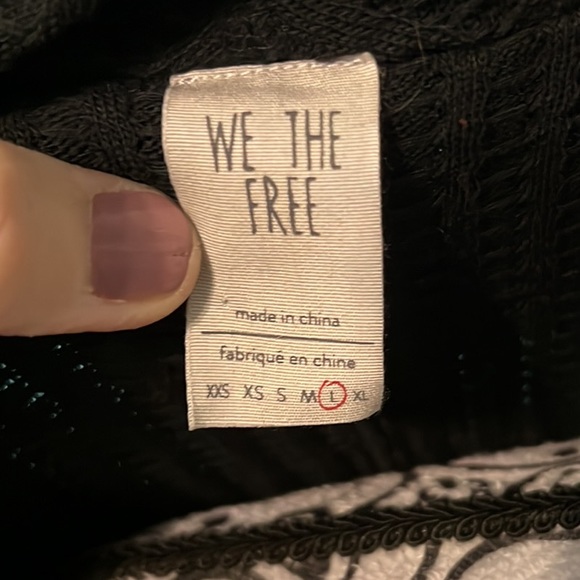 WE THE
FREE
made in china
fabriqué en chine
XXS XS S M L XL